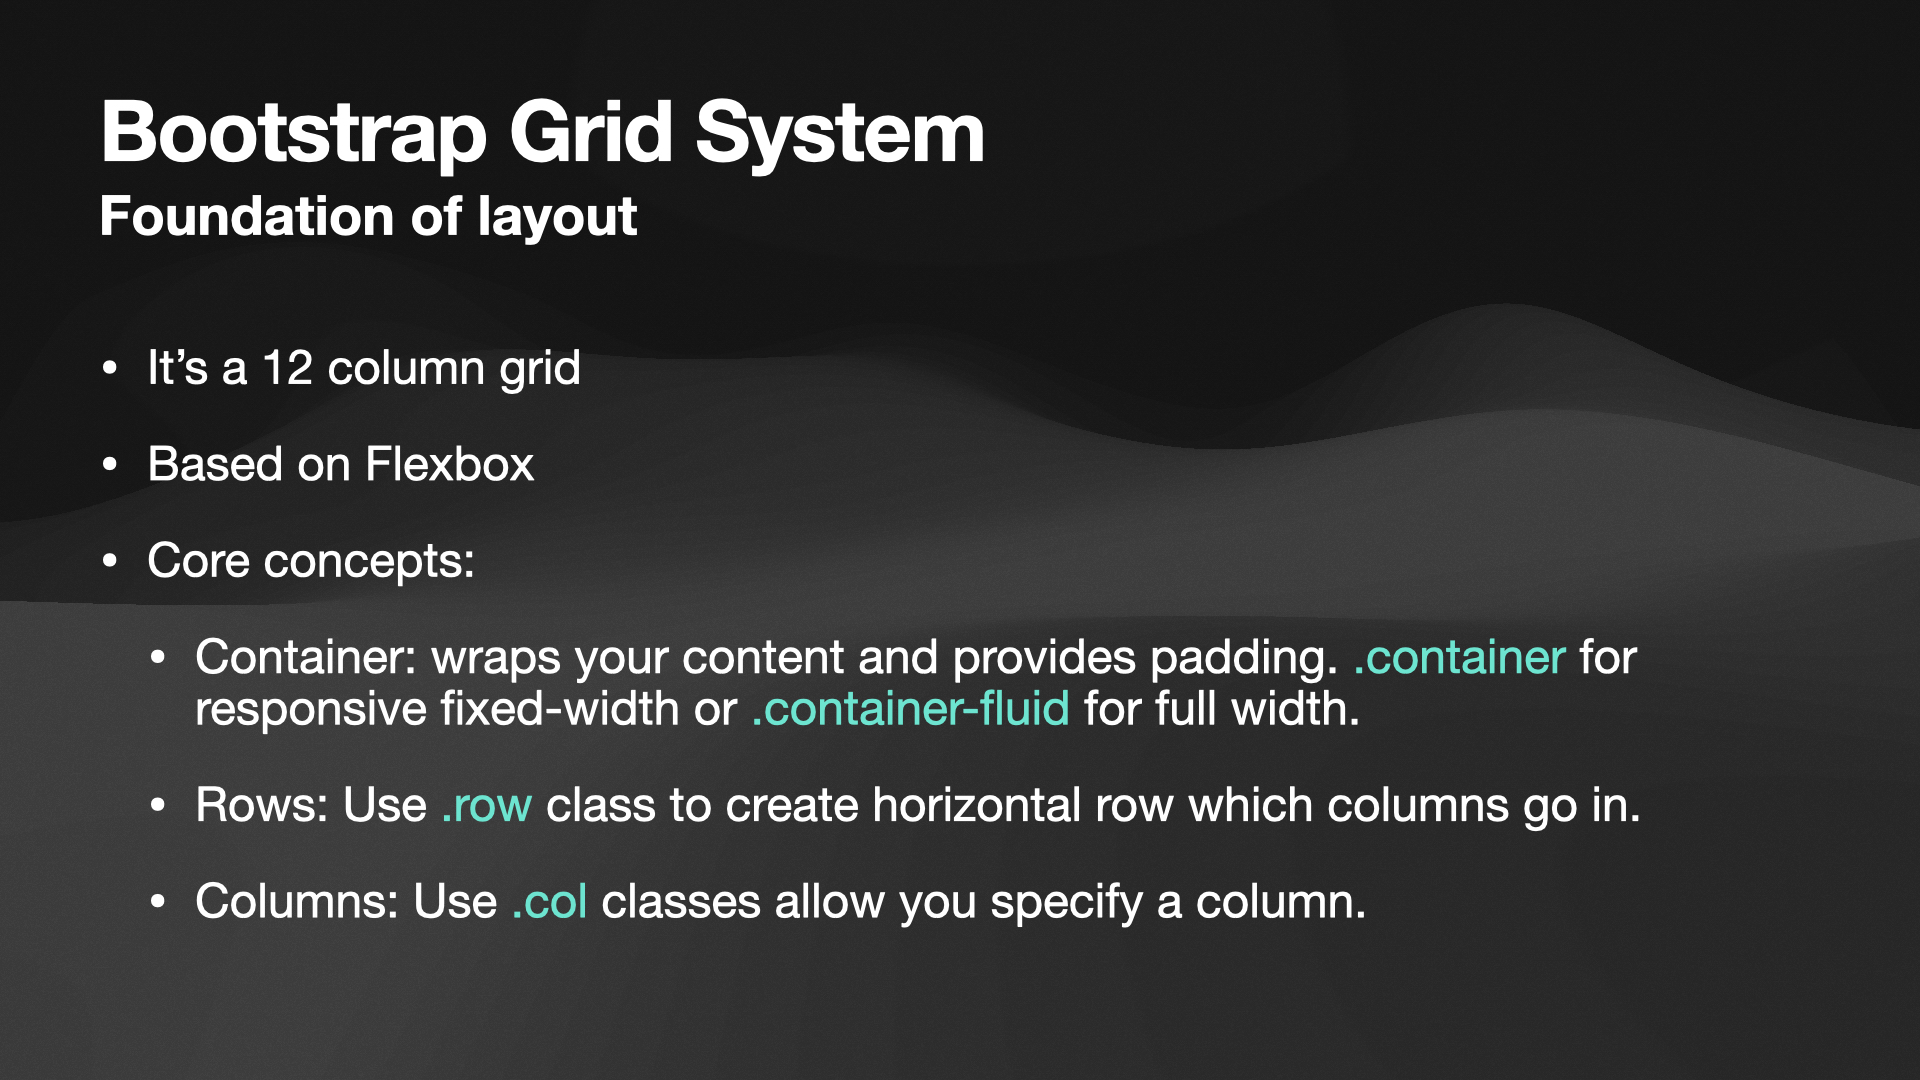 Bootstrap Grid System
Foundation of layout
• It’s a 12 column grid
• Based on Flexbox
• Core concepts:
• Container: wraps your content and provides padding. .container for
responsive fixed-width or .container-fluid for full width.
• Rows: Use .row class to create horizontal row which columns go in.
• Columns: Use .col classes allow you specify a column.